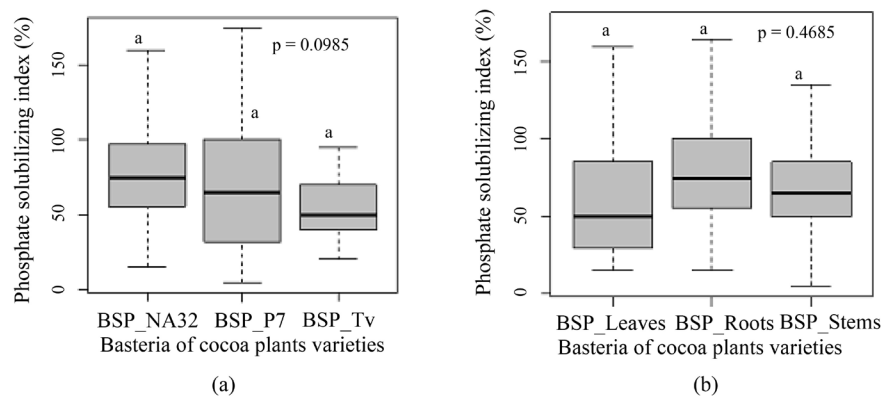 Phosphate solubilizing index (%)
150
100
50
0
a
a
a
p = 0.0985
BSP_NA32 BSP_P7 BSP_Tv
Basteria of cocoa plants varieties
(a)
Phosphate solubilizing index (%)
150
100
50
0
a
a
a
p = 0.4685
BSP_Leaves BSP_Roots BSP_Stems
Basteria of cocoa plants varieties
(b)